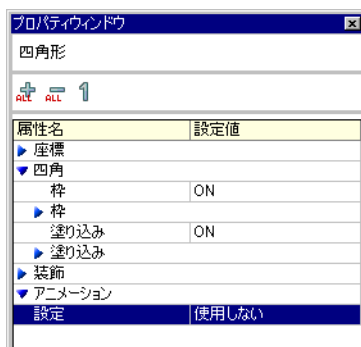 プロパティウィンドウ
四角形
ALL ALL 1
属性名 設定値
座標
四角
枠 ON
枠
塗り込み ON
塗り込み
装飾
アニメーション
設定 使用しない